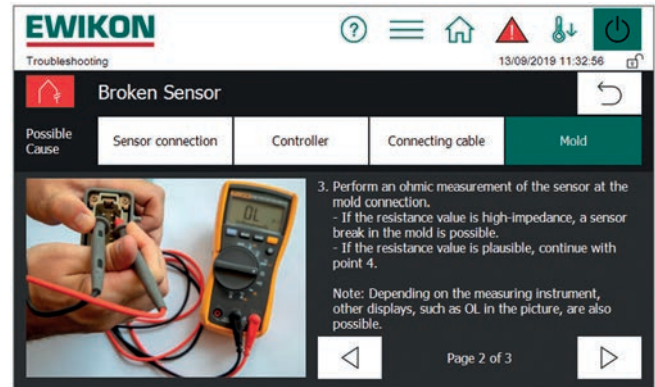 EWIKON
Troubleshooting
13/09/2019 11:32:56
Broken Sensor
Possible
Cause
Sensor connection
Controller
Connecting cable
Mold
OL
3. Perform an ohmic measurement of the sensor at the
mold connection.
- If the resistance value is high-impedance, a sensor
break in the mold is possible.
- If the resistance value is plausible, continue with
point 4.
Note: Depending on the measuring instrument,
other displays, such as OL in the picture, are also
possible.
Page 2 of 3